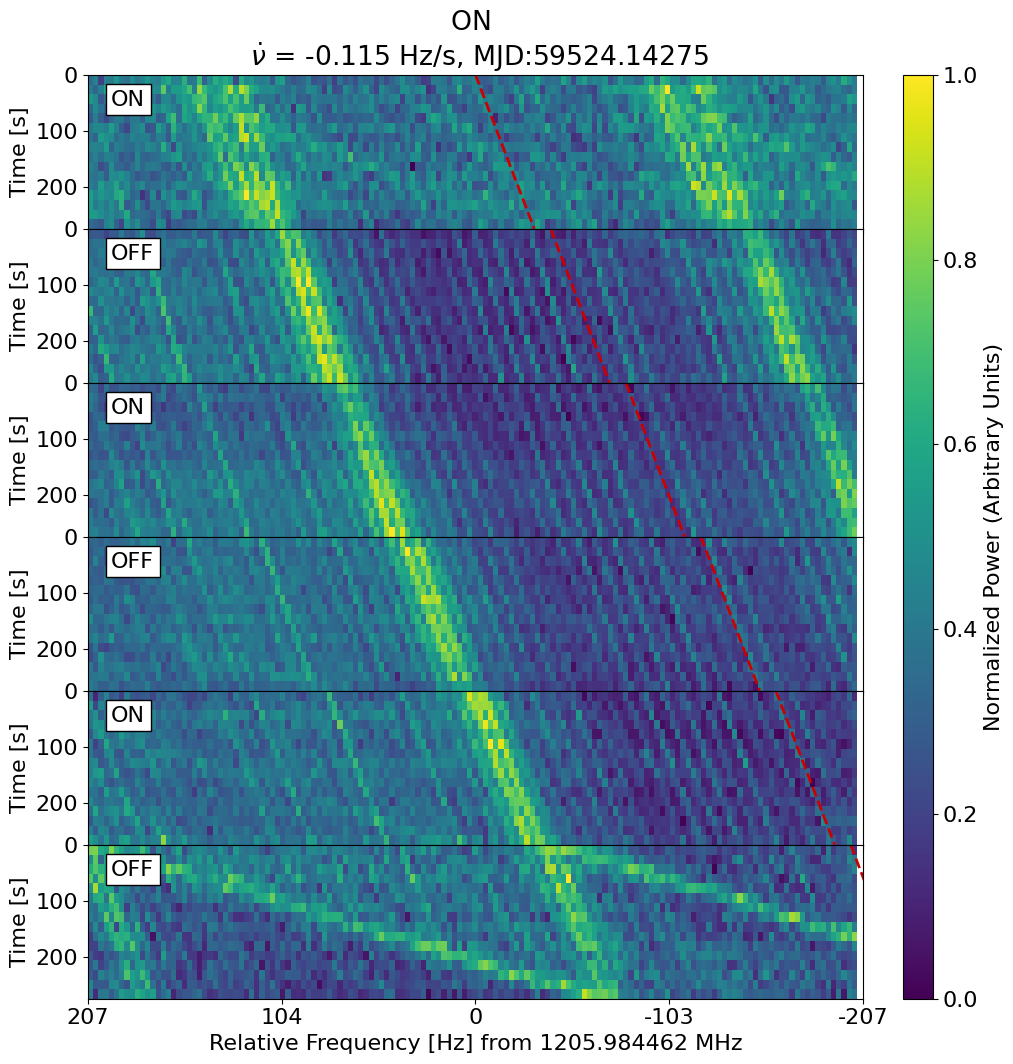 ON
ν̇ = -0.115 Hz/s, MJD:59524.14275
ON
OFF
ON
OFF
ON
OFF
0
100
200
0
100
200
0
100
200
0
100
200
0
100
200
0
100
200
Time [s]
Time [s]
Time [s]
Time [s]
Time [s]
Time [s]
207
104
0
-103
-207
Relative Frequency [Hz] from 1205.984462 MHz
1.0
0.8
0.6
0.4
0.2
0.0
Normalized Power (Arbitrary Units)